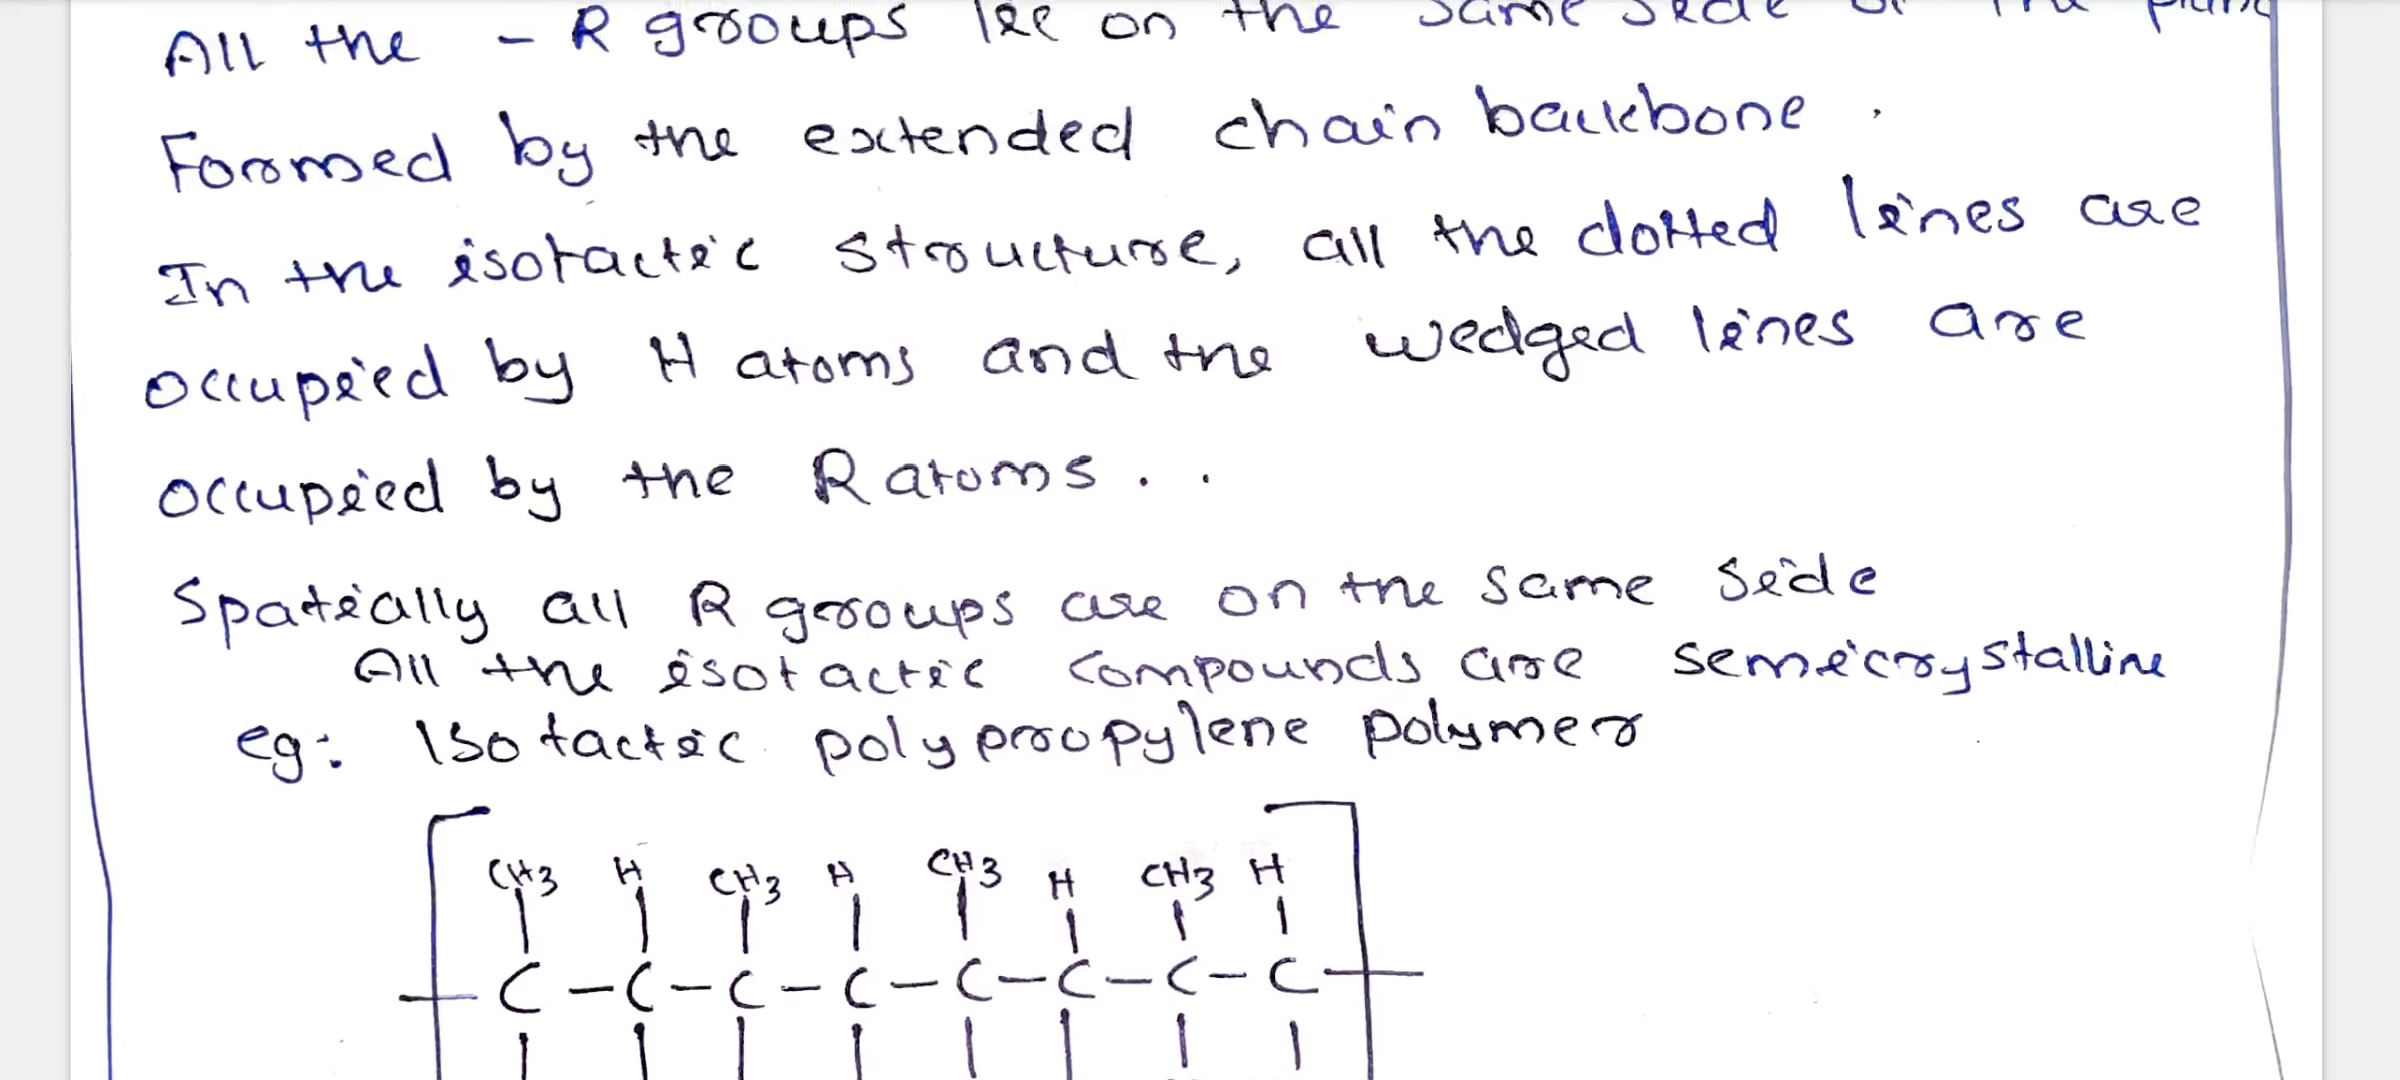 All the - R groups lie on the same side of the plane
Formed by the extended chain backbone.
In the isotactic structure, all the dotted lines are
occupied by H atoms and the wedged lines are
occupied by the R atoms . .
Spatially all R groups are on the same side
All the isotactic compounds are semicrystalline
eg: Isotactic polypropylene polymer
CH3 H CH3 H CH3 H CH3 H
C - C - C - C - C - C - C - C